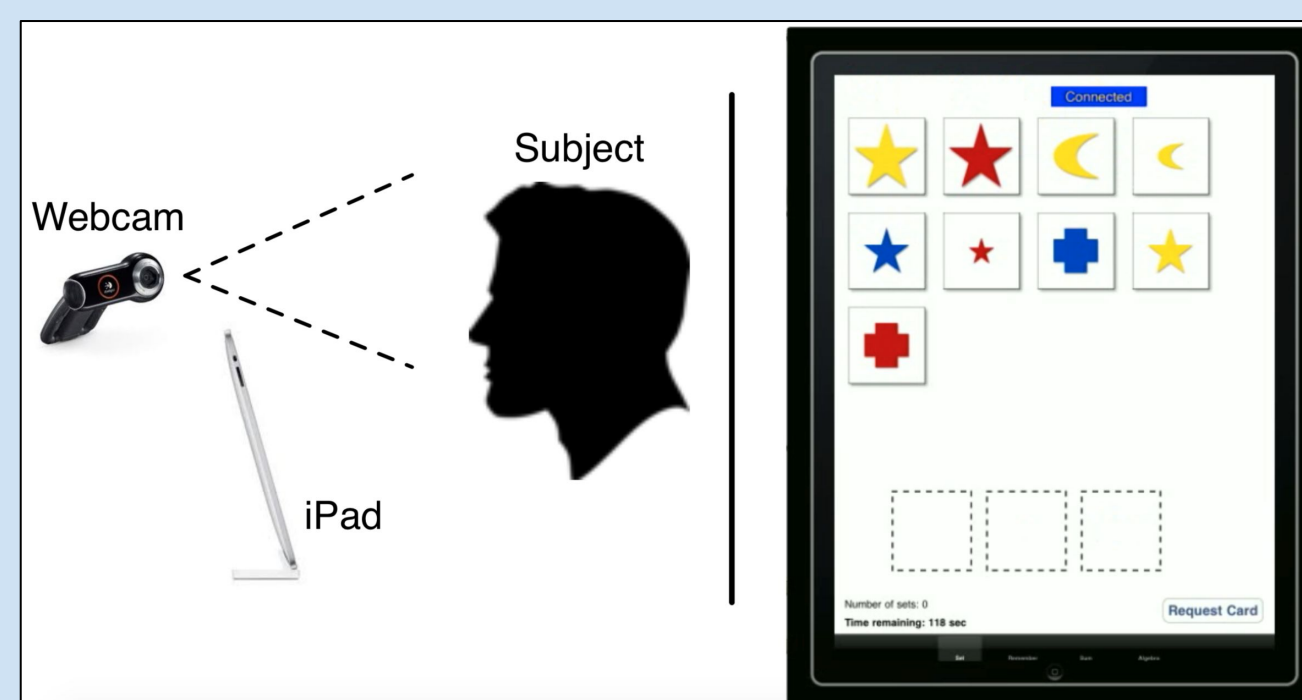 Webcam
Subject
iPad
Connected
Number of sets: 0
Time remaining: 118 sec
Request Card
Set
Remember
Sum
Algebra